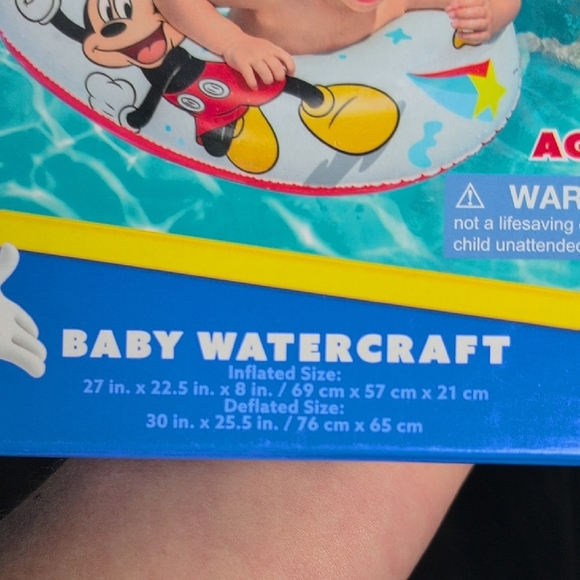 AG
WAR
not a lifesaving
child unattended
BABY WATERCRAFT
Inflated Size:
27 in. x 22.5 in. x 8 in. / 69 cm x 57 cm x 21 cm
Deflated Size:
30 in. x 25.5 in. / 76 cm x 65 cm